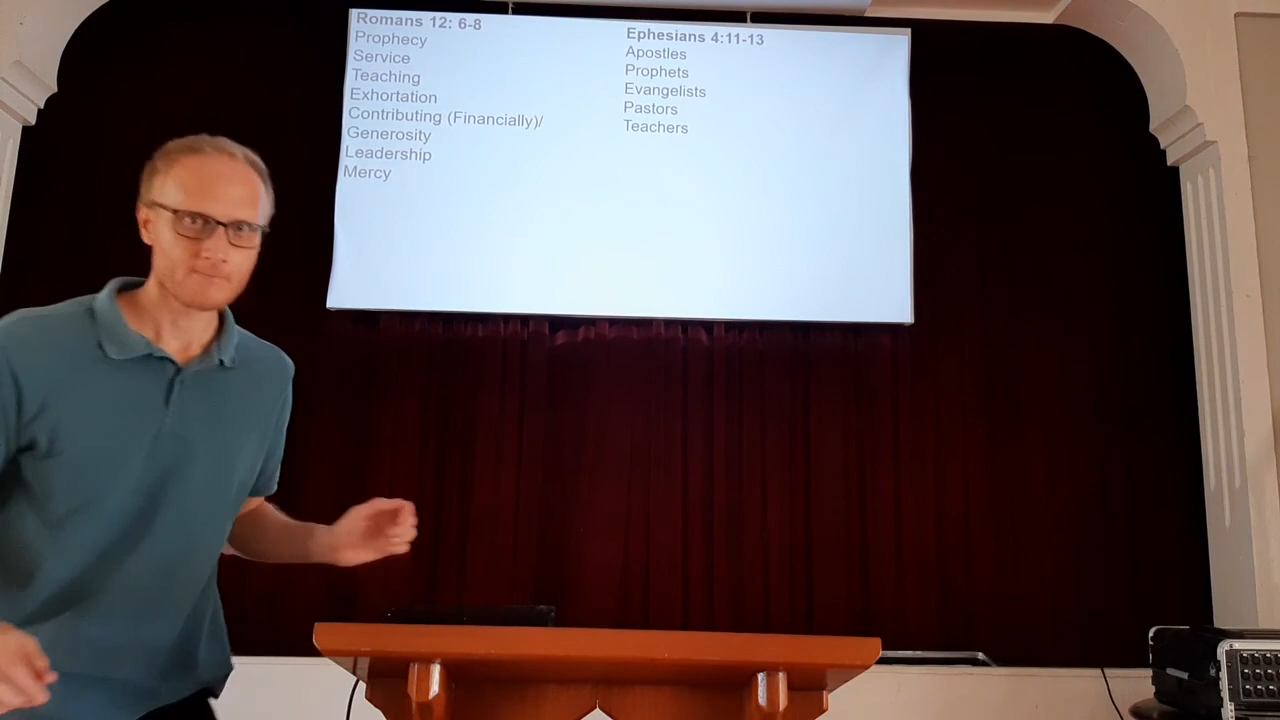 Romans 12: 6-8
Prophecy
Service
Teaching
Exhortation
Contributing (Financially)/
Generosity
Leadership
Mercy
Ephesians 4:11-13
Apostles
Prophets
Evangelists
Pastors
Teachers